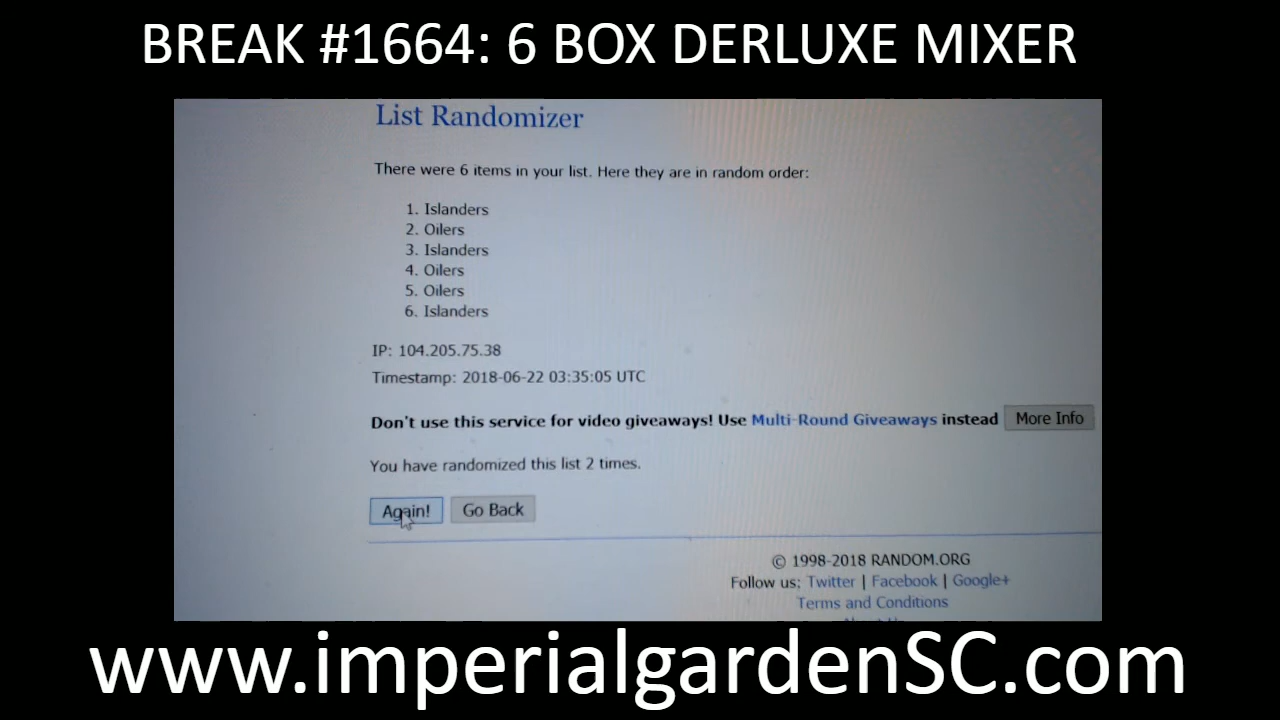 BREAK #1664: 6 BOX DERLUXE MIXER
List Randomizer
There were 6 items in your list. Here they are in random order:
1. Islanders
2. Oilers
3. Islanders
4. Oilers
5. Oilers
6. Islanders
IP: 104.205.75.38
Timestamp: 2018-06-22 03:35:05 UTC
Don't use this service for video giveaways! Use Multi-Round Giveaways instead More Info
You have randomized this list 2 times.
Again! Go Back
© 1998-2018 RANDOM.ORG
Follow us: Twitter | Facebook | Google+
Terms and Conditions
www.imperialgardenSC.com